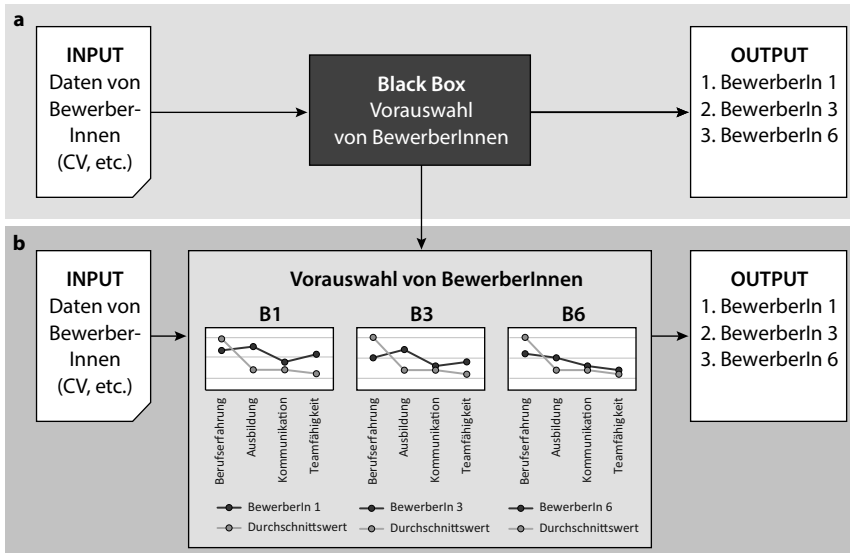 a
INPUT
Daten von
Bewerber-
Innen
(CV, etc.)
Black Box
Vorauswahl
von BewerberInnen
OUTPUT
1. BewerberIn 1
2. BewerberIn 3
3. BewerberIn 6
b
INPUT
Daten von
Bewerber-
Innen
(CV, etc.)
Vorauswahl von BewerberInnen
B1
Berufserfahrung
Ausbildung
Kommunikation
Teamfähigkeit
BewerberIn 1
Durchschnittswert
B3
Berufserfahrung
Ausbildung
Kommunikation
Teamfähigkeit
BewerberIn 3
Durchschnittswert
B6
Berufserfahrung
Ausbildung
Kommunikation
Teamfähigkeit
BewerberIn 6
Durchschnittswert
OUTPUT
1. BewerberIn 1
2. BewerberIn 3
3. BewerberIn 6